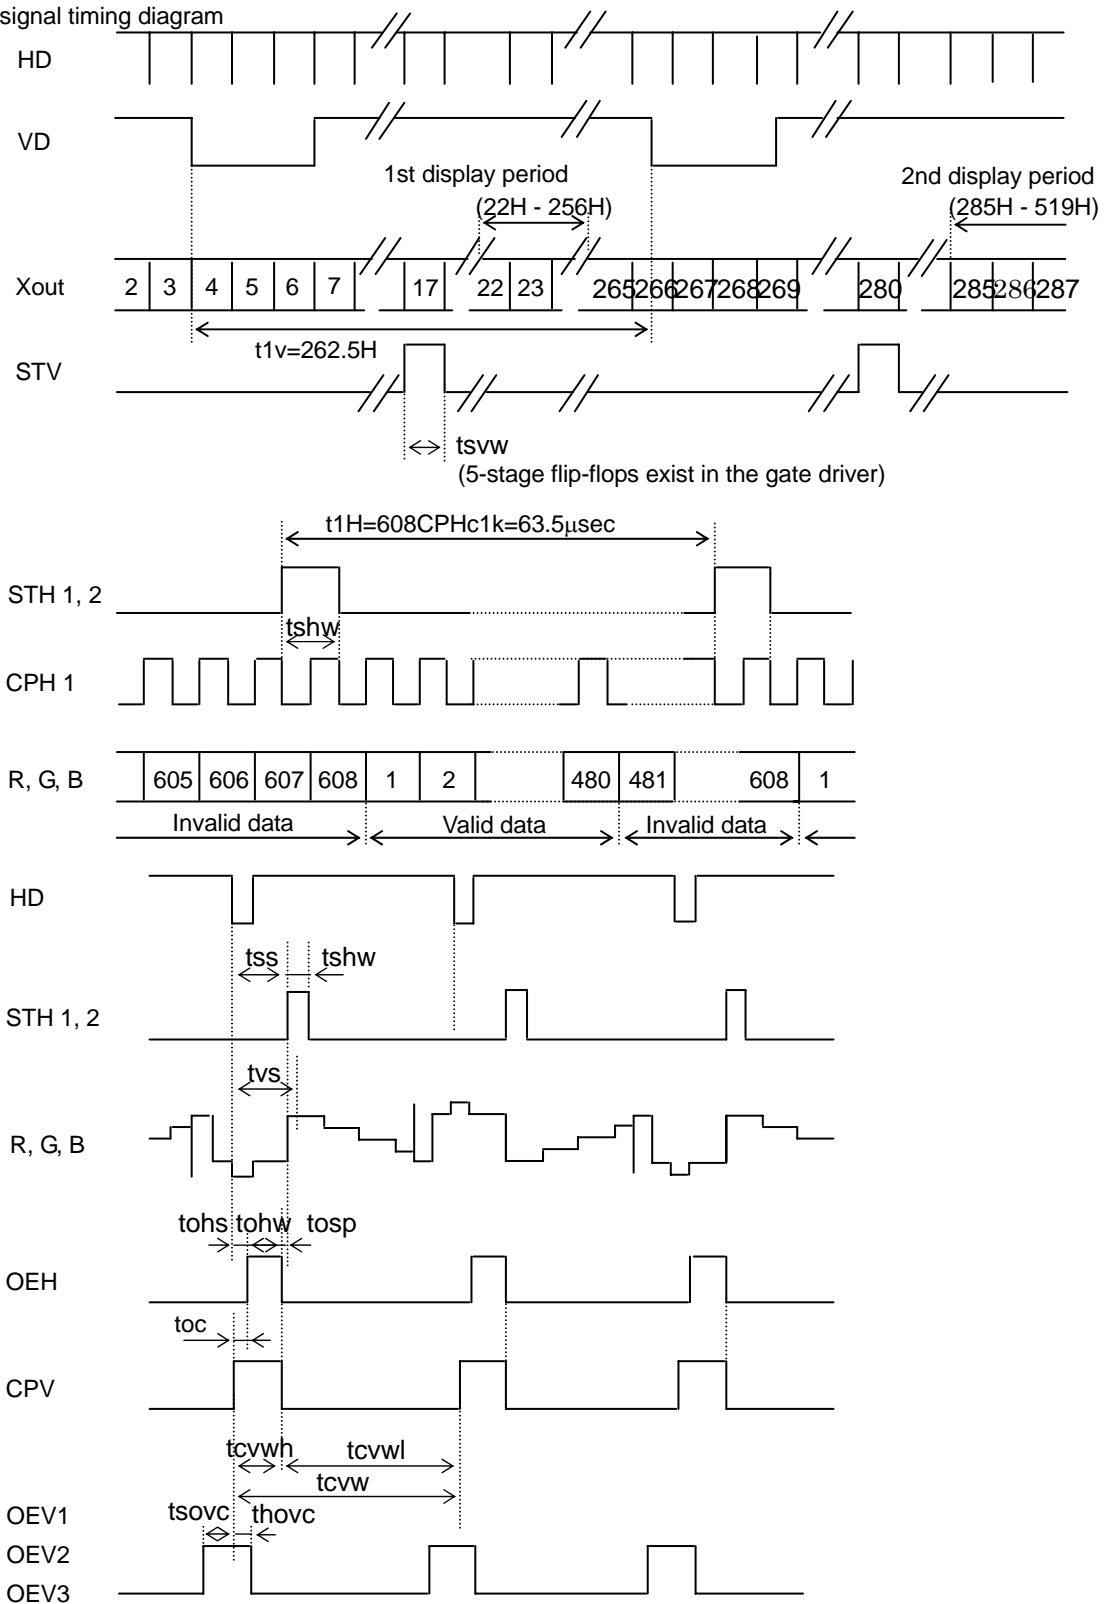 signal timing diagram
HD
VD
1st display period
(22H - 256H)
2nd display period
(285H - 519H)
Xout
2 3 4 5 6 7 17 22 23 265 266 267 268 269 280 285 286 287
t1v=262.5H
STV
tsvw
(5-stage flip-flops exist in the gate driver)
t1H=608CPHc1k=63.5μsec
STH 1, 2
tshw
CPH 1
R, G, B
605 606 607 608 1 2 480 481 608 1
Invalid data Valid data Invalid data
HD
tss tshw
STH 1, 2
tvs
R, G, B
tohs tohw tosp
OEH
toc
CPV
tcvwh tcvwl
tcvw
OEV1
tsovc thovc
OEV2
OEV3